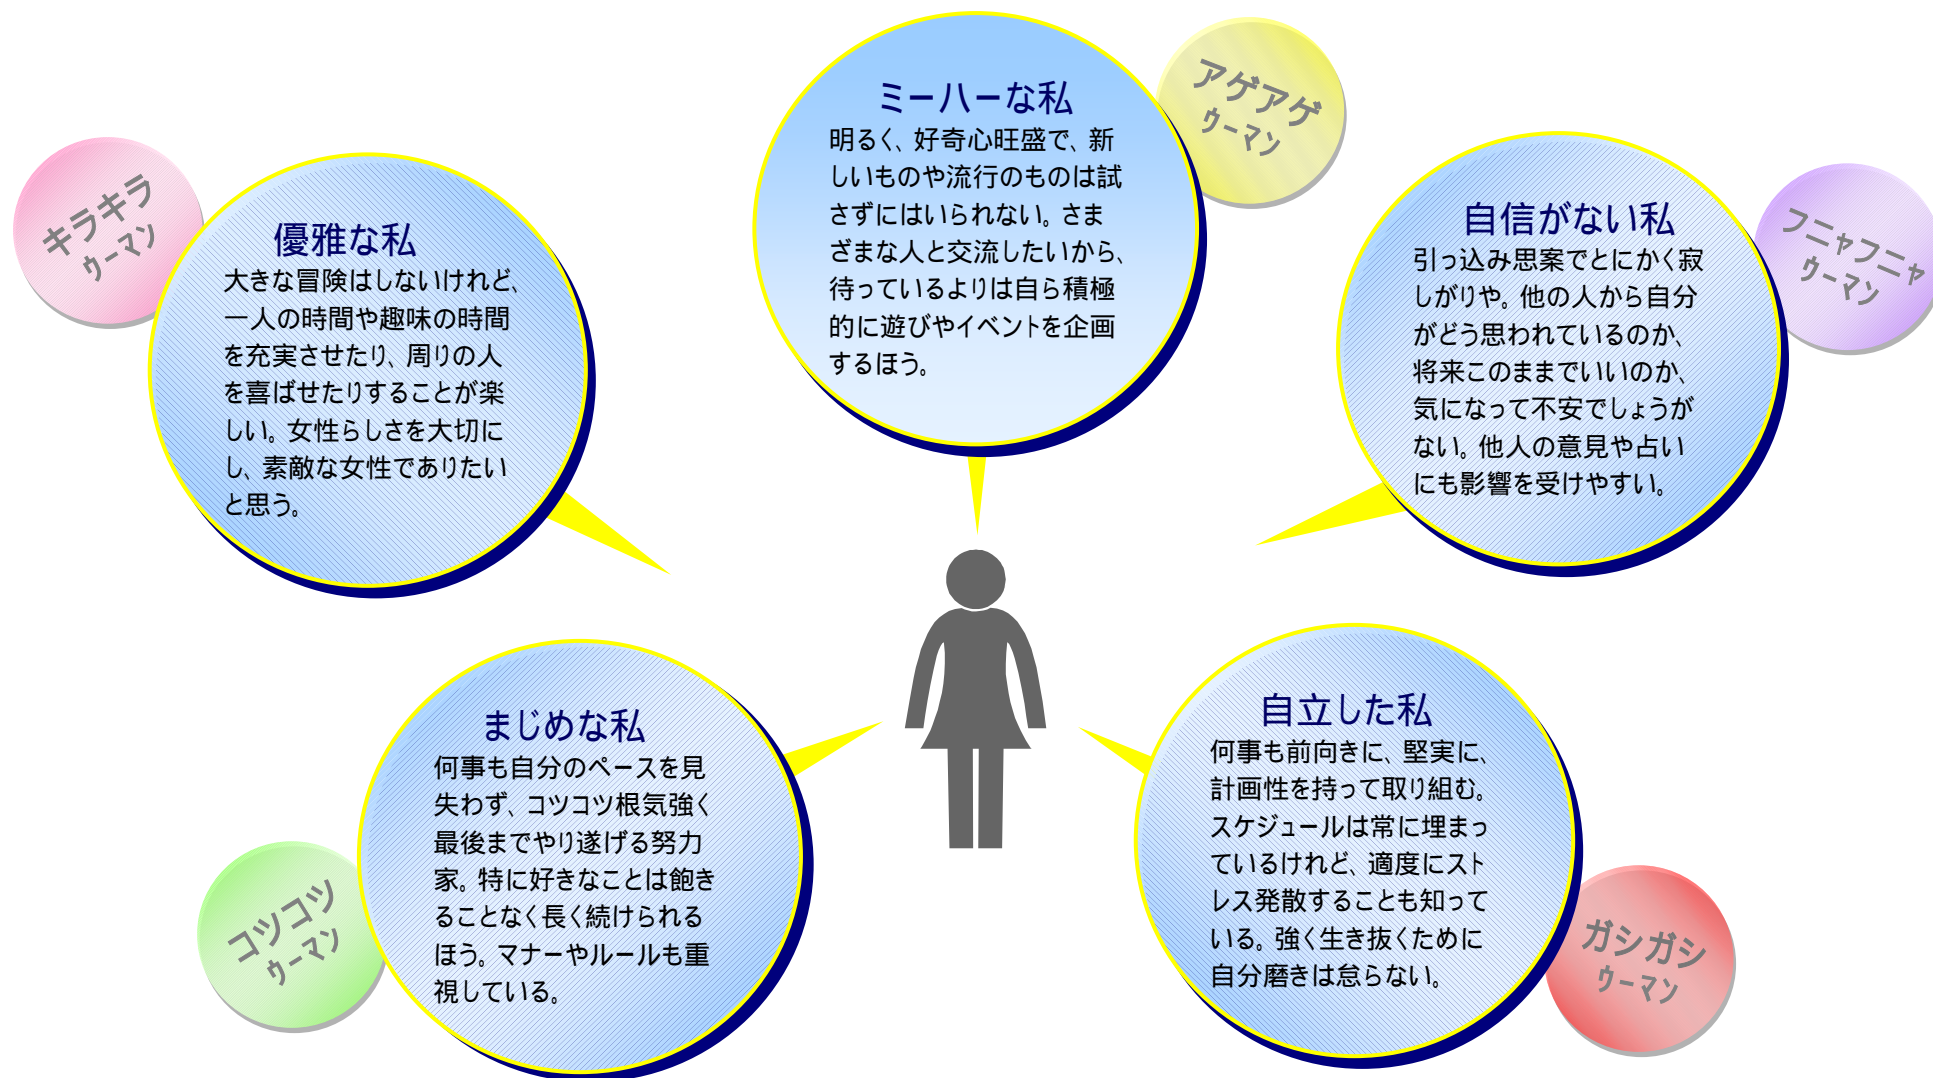 キラキラ
ウーマン
優雅な私
大きな冒険はしないけれど、
一人の時間や趣味の時間
を充実させたり、周りの人
を喜ばせたりすることが楽
しい。女性らしさを大切に
し、素敵な女性でありたい
と思う。
アゲアゲ
ウーマン
ミーハーな私
明るく、好奇心旺盛で、新
しいものや流行のものは試
さずにはいられない。さま
ざまな人と交流したいから、
待っているよりは自ら積極
的に遊びやイベントを企画
するほう。
フニャフニャ
ウーマン
自信がない私
引っ込み思案でとにかく寂
しがりや。他の人から自分
がどう思われているのか、
将来このままでいいのか、
気になって不安でしょうが
ない。他人の意見や占い
にも影響を受けやすい。
コツコツ
ウーマン
まじめな私
何事も自分のペースを見
失わず、コツコツ根気強く
最後までやり遂げる努力
家。特に好きなことは飽き
ることなく長く続けられる
ほう。マナーやルールも重
視している。
ガシガシ
ウーマン
自立した私
何事も前向きに、堅実に、
計画性を持って取り組む。
スケジュールは常に埋まっ
ているけれど、適度にスト
レス発散することも知って
いる。強く生き抜くために
自分磨きは怠らない。